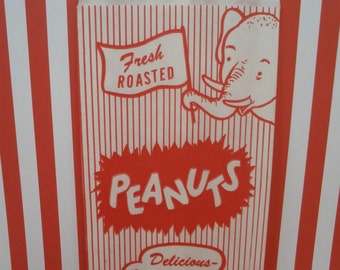 Fresh
ROASTED
PEANUTS
Delicious-